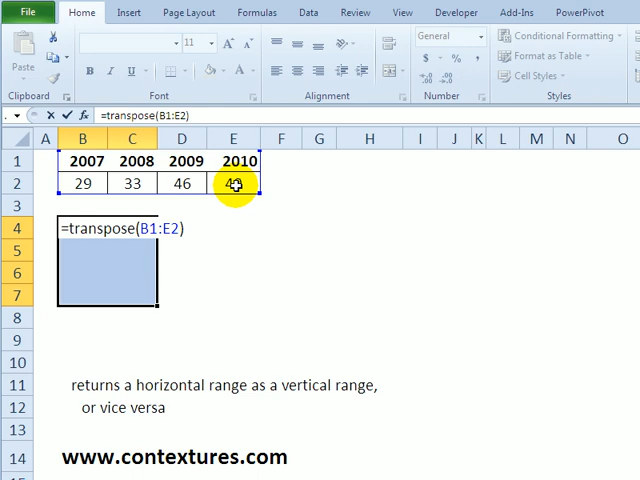 File Home Insert Page Layout Formulas Data Review View Developer Add-Ins PowerPivot
Paste
11 A A
General
Conditional Formatting
Format as Table
Cell Styles
B I U A
$ % ,
Clipboard Font Alignment Number Styles
=transpose(B1:E2)
A B C D E F G H I J K L M N O
1 2007 2008 2009 2010
2 29 33 46
3
4 =transpose(B1:E2)
5
6
7
8
9
10
11 returns a horizontal range as a vertical range,
12 or vice versa
13
14 www.contextures.com